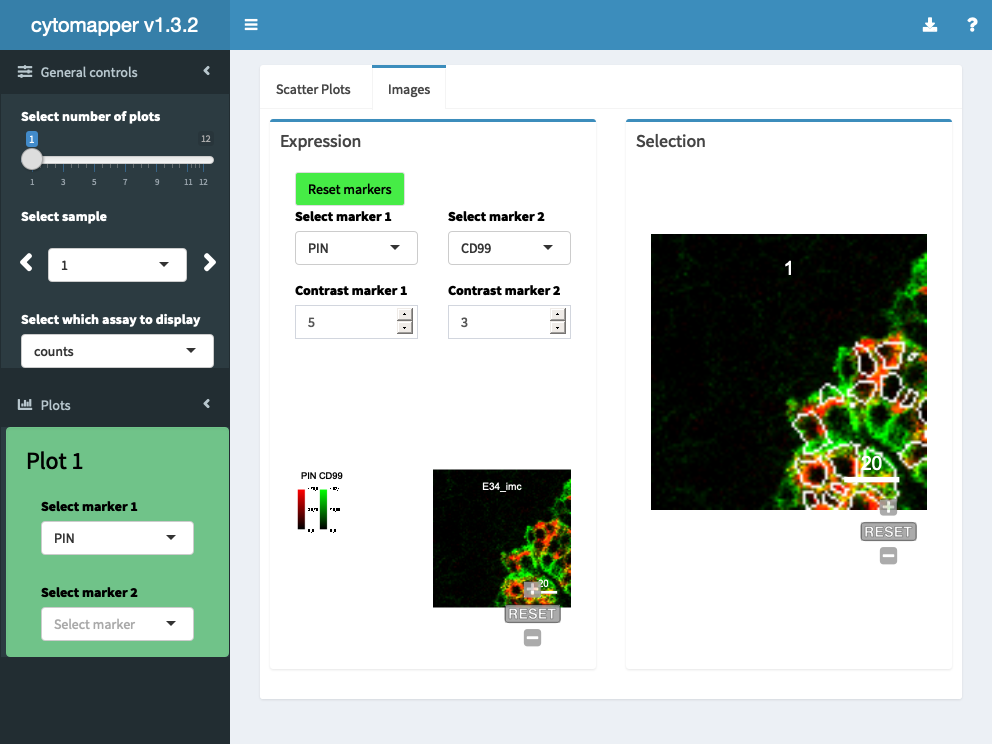 cytomapper v1.3.2
?
General controls
Select number of plots
1
12
1 3 5 7 9 11 12
Select sample
1
Select which assay to display
counts
Plots
Plot 1
Select marker 1
PIN
Select marker 2
Select marker
Scatter Plots
Images
Expression
Reset markers
Select marker 1
Select marker 2
PIN
CD99
Contrast marker 1
Contrast marker 2
5
3
PIN CD99
E34_imc
20
RESET
Selection
1
20
RESET